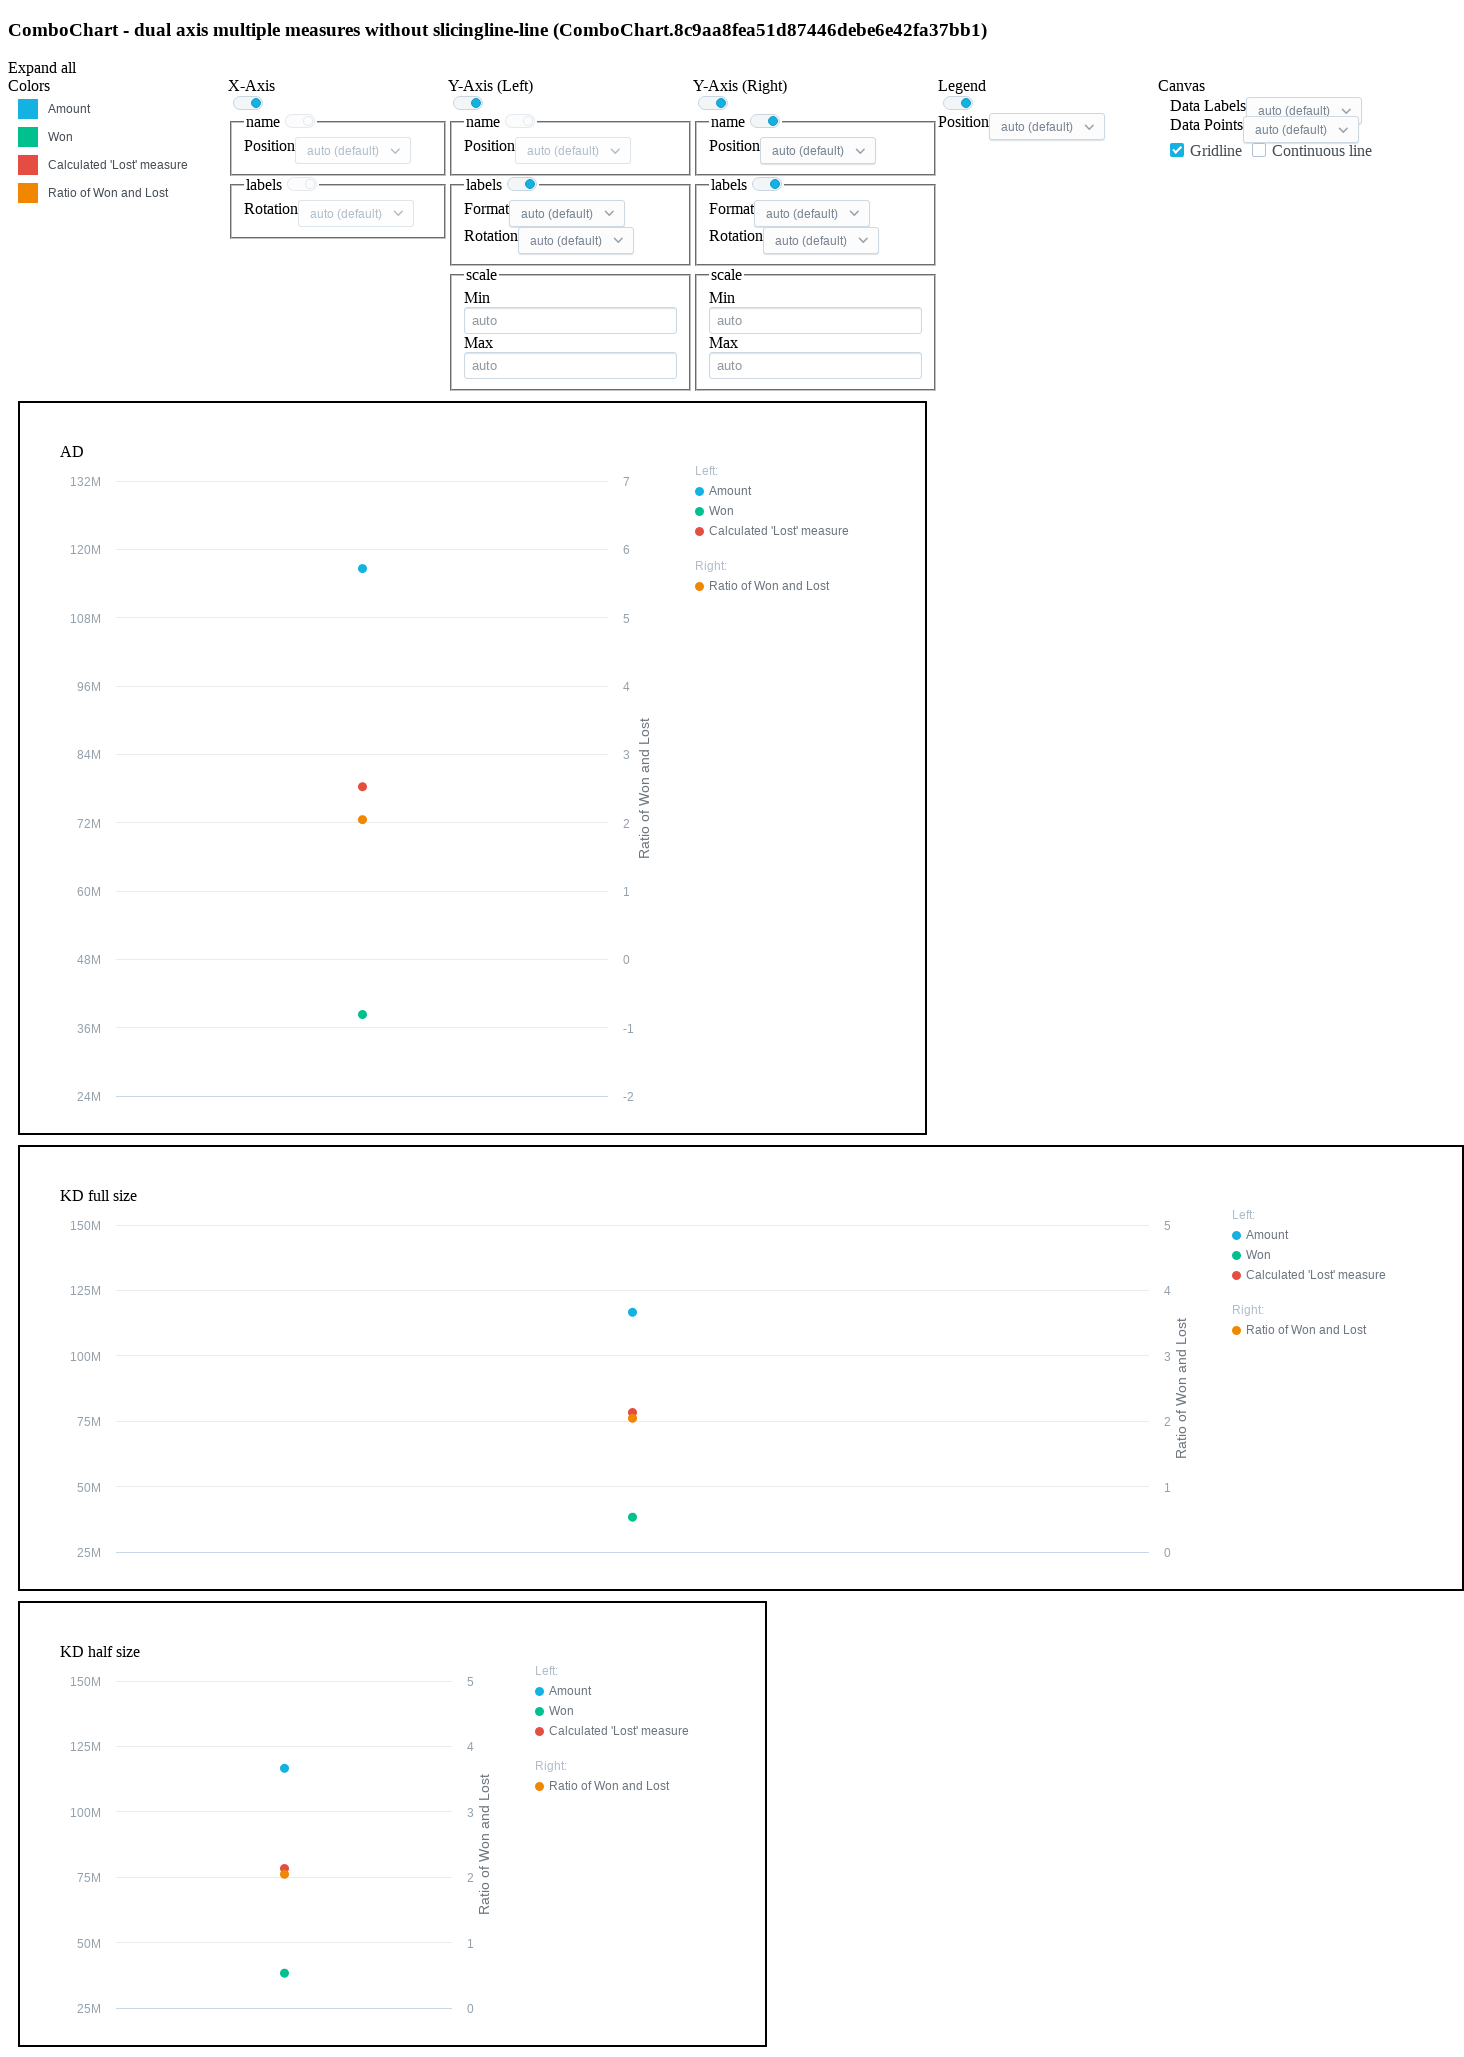 ComboChart - dual axis multiple measures without slicingline-line (ComboChart.8c9aa8fea51d87446debe6e42fa37bb1)
Expand all
Colors
Amount
Won
Calculated 'Lost' measure
Ratio of Won and Lost
X-Axis
name
Position auto (default)
labels
Rotation auto (default)
Y-Axis (Left)
name
Position auto (default)
labels
Format auto (default)
Rotation auto (default)
scale
Min
auto
Max
auto
Y-Axis (Right)
name
Position auto (default)
labels
Format auto (default)
Rotation auto (default)
scale
Min
auto
Max
auto
Legend
Position auto (default)
Canvas
Data Labels auto (default)
Data Points auto (default)
Gridline Continuous line
AD
132M
120M
108M
96M
84M
72M
60M
48M
36M
24M
7
6
5
4
3
2
1
0
-1
-2
Ratio of Won and Lost
Left:
Amount
Won
Calculated 'Lost' measure
Right:
Ratio of Won and Lost
KD full size
150M
125M
100M
75M
50M
25M
5
4
3
2
1
0
Ratio of Won and Lost
Left:
Amount
Won
Calculated 'Lost' measure
Right:
Ratio of Won and Lost
KD half size
150M
125M
100M
75M
50M
25M
5
4
3
2
1
0
Ratio of Won and Lost
Left:
Amount
Won
Calculated 'Lost' measure
Right:
Ratio of Won and Lost